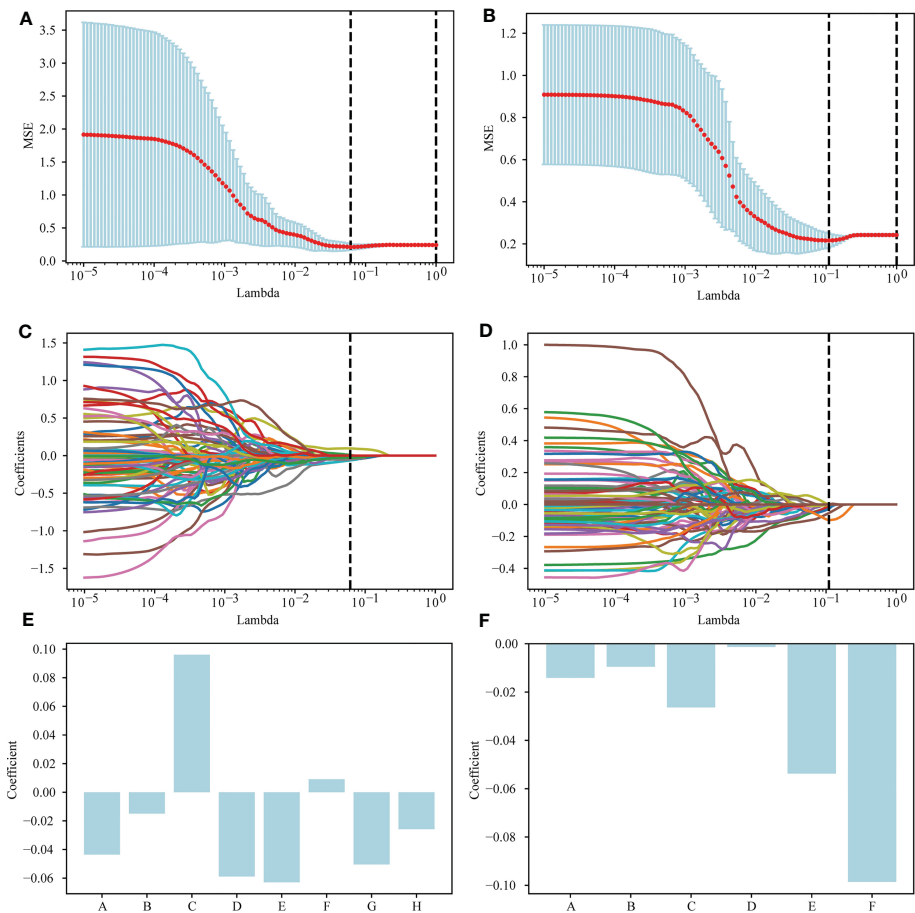 A
3.5
3.0
2.5
2.0
1.5
1.0
0.5
0.0
MSE
10⁻⁵ 10⁻⁴ 10⁻³ 10⁻² 10⁻¹ 10⁰
Lambda
B
1.2
1.0
0.8
0.6
0.4
0.2
MSE
10⁻⁵ 10⁻⁴ 10⁻³ 10⁻² 10⁻¹ 10⁰
Lambda
C
1.5
1.0
0.5
0.0
−0.5
−1.0
−1.5
Coefficients
10⁻⁵ 10⁻⁴ 10⁻³ 10⁻² 10⁻¹ 10⁰
Lambda
D
1.0
0.8
0.6
0.4
0.2
0.0
−0.2
−0.4
Coefficients
10⁻⁵ 10⁻⁴ 10⁻³ 10⁻² 10⁻¹ 10⁰
Lambda
E
0.10
0.08
0.06
0.04
0.02
0.00
−0.02
−0.04
−0.06
Coefficient
A B C D E F G H
F
0.00
−0.02
−0.04
−0.06
−0.08
−0.10
Coefficient
A B C D E F